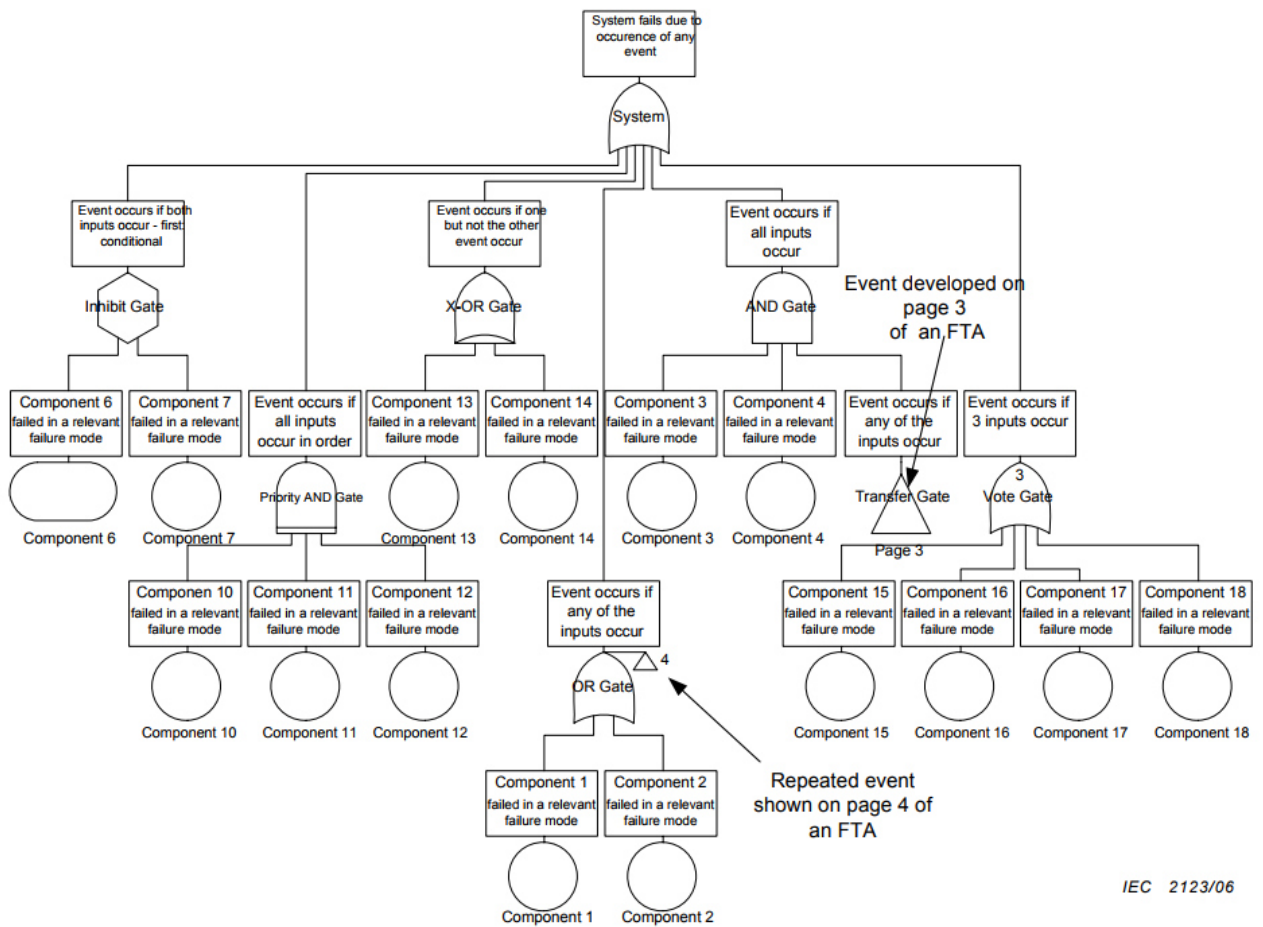 System fails due to
occurence of any
event
System
Event occurs if both
inputs occur - first:
conditional
Event occurs if one
but not the other
event occur
Event occurs if
all inputs
occur
Inhibit Gate
X-OR Gate
AND Gate
Event developed on
page 3
of an FTA
Component 6
failed in a relevant
failure mode
Component 7
failed in a relevant
failure mode
Event occurs if
all inputs
occur in order
Component 13
failed in a relevant
failure mode
Component 14
failed in a relevant
failure mode
Component 3
failed in a relevant
failure mode
Component 4
failed in a relevant
failure mode
Event occurs if
any of the
inputs occur
Event occurs if
3 inputs occur
Priority AND Gate
Transfer Gate
3
Vote Gate
Component 6
Component 7
Component 13
Component 14
Component 3
Component 4
Page 3
Componen 10
failed in a relevant
failure mode
Component 11
failed in a relevant
failure mode
Component 12
failed in a relevant
failure mode
Event occurs if
any of the
inputs occur
Component 15
failed in a relevant
failure mode
Component 16
failed in a relevant
failure mode
Component 17
failed in a relevant
failure mode
Component 18
failed in a relevant
failure mode
4
OR Gate
Component 10
Component 11
Component 12
Component 15
Component 16
Component 17
Component 18
Component 1
failed in a relevant
failure mode
Component 2
failed in a relevant
failure mode
Repeated event
shown on page 4 of
an FTA
Component 1
Component 2
IEC 2123/06